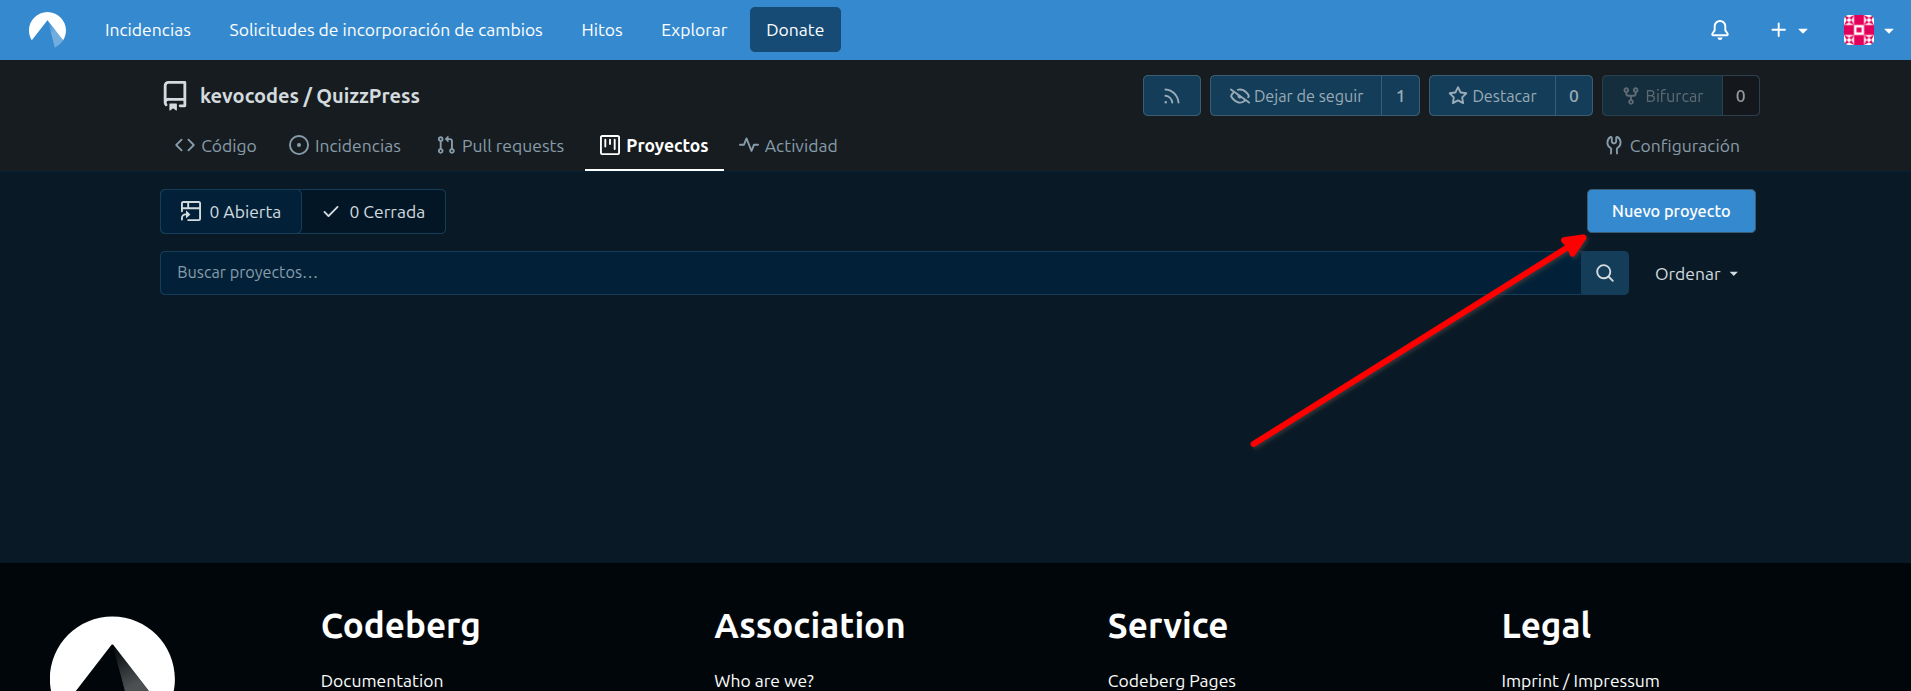 Incidencias Solicitudes de incorporación de cambios Hitos Explorar Donate
kevocodes / QuizzPress Dejar de seguir 1 Destacar 0 Bifurcar 0
Código Incidencias Pull requests Proyectos Actividad Configuración
0 Abierta 0 Cerrada Nuevo proyecto
Buscar proyectos... Ordenar
Codeberg Association Service Legal
Documentation Who are we? Codeberg Pages Imprint / Impressum